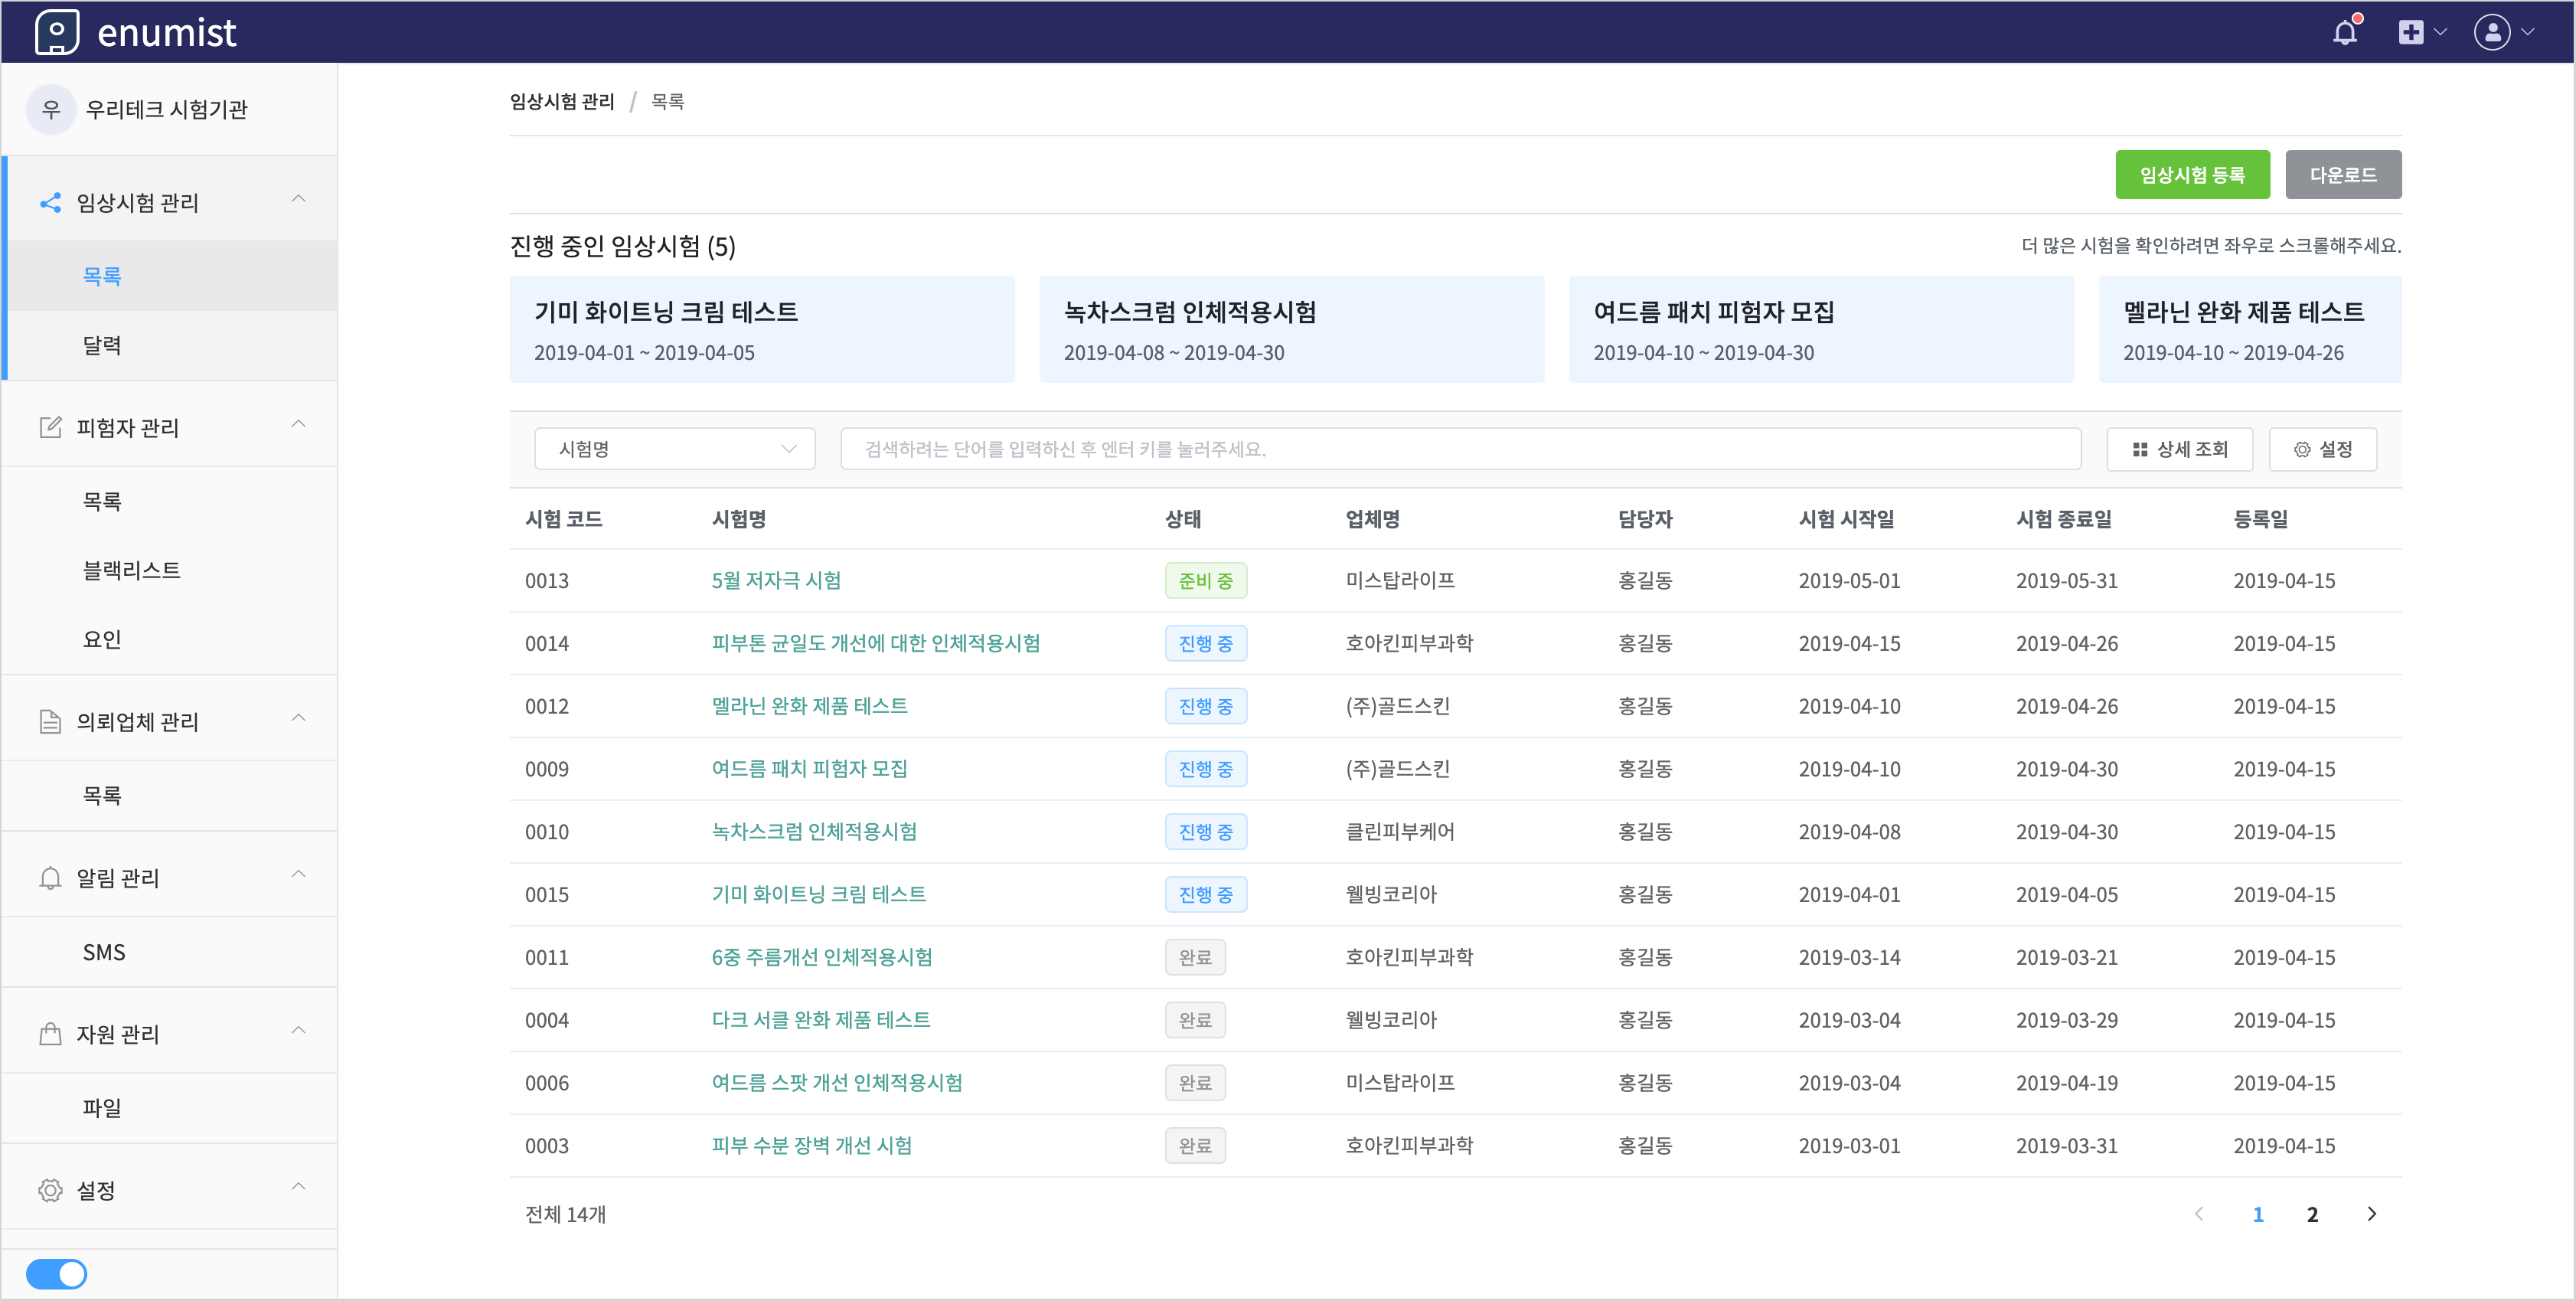 enumist
우 우리테크 시험기관
임상시험 관리
목록
달력
피험자 관리
목록
블랙리스트
요인
의뢰업체 관리
목록
알림 관리
SMS
자원 관리
파일
설정
임상시험 관리 / 목록
임상시험 등록 다운로드
진행 중인 임상시험 (5) 더 많은 시험을 확인하려면 좌우로 스크롤해주세요.
기미 화이트닝 크림 테스트
2019-04-01 ~ 2019-04-05
녹차스크럼 인체적용시험
2019-04-08 ~ 2019-04-30
여드름 패치 피험자 모집
2019-04-10 ~ 2019-04-30
멜라닌 완화 제품 테스트
2019-04-10 ~ 2019-04-26
시험명 검색하려는 단어를 입력하신 후 엔터 키를 눌러주세요. 상세 조회 설정
시험 코드 시험명 상태 업체명 담당자 시험 시작일 시험 종료일 등록일
0013 5월 저자극 시험 준비 중 미스탑라이프 홍길동 2019-05-01 2019-05-31 2019-04-15
0014 피부톤 균일도 개선에 대한 인체적용시험 진행 중 호아킨피부과학 홍길동 2019-04-15 2019-04-26 2019-04-15
0012 멜라닌 완화 제품 테스트 진행 중 (주)골드스킨 홍길동 2019-04-10 2019-04-26 2019-04-15
0009 여드름 패치 피험자 모집 진행 중 (주)골드스킨 홍길동 2019-04-10 2019-04-30 2019-04-15
0010 녹차스크럼 인체적용시험 진행 중 클린피부케어 홍길동 2019-04-08 2019-04-30 2019-04-15
0015 기미 화이트닝 크림 테스트 진행 중 웰빙코리아 홍길동 2019-04-01 2019-04-05 2019-04-15
0011 6중 주름개선 인체적용시험 완료 호아킨피부과학 홍길동 2019-03-14 2019-03-21 2019-04-15
0004 다크 서클 완화 제품 테스트 완료 웰빙코리아 홍길동 2019-03-04 2019-03-29 2019-04-15
0006 여드름 스팟 개선 인체적용시험 완료 미스탑라이프 홍길동 2019-03-04 2019-04-19 2019-04-15
0003 피부 수분 장벽 개선 시험 완료 호아킨피부과학 홍길동 2019-03-01 2019-03-31 2019-04-15
전체 14개 1 2